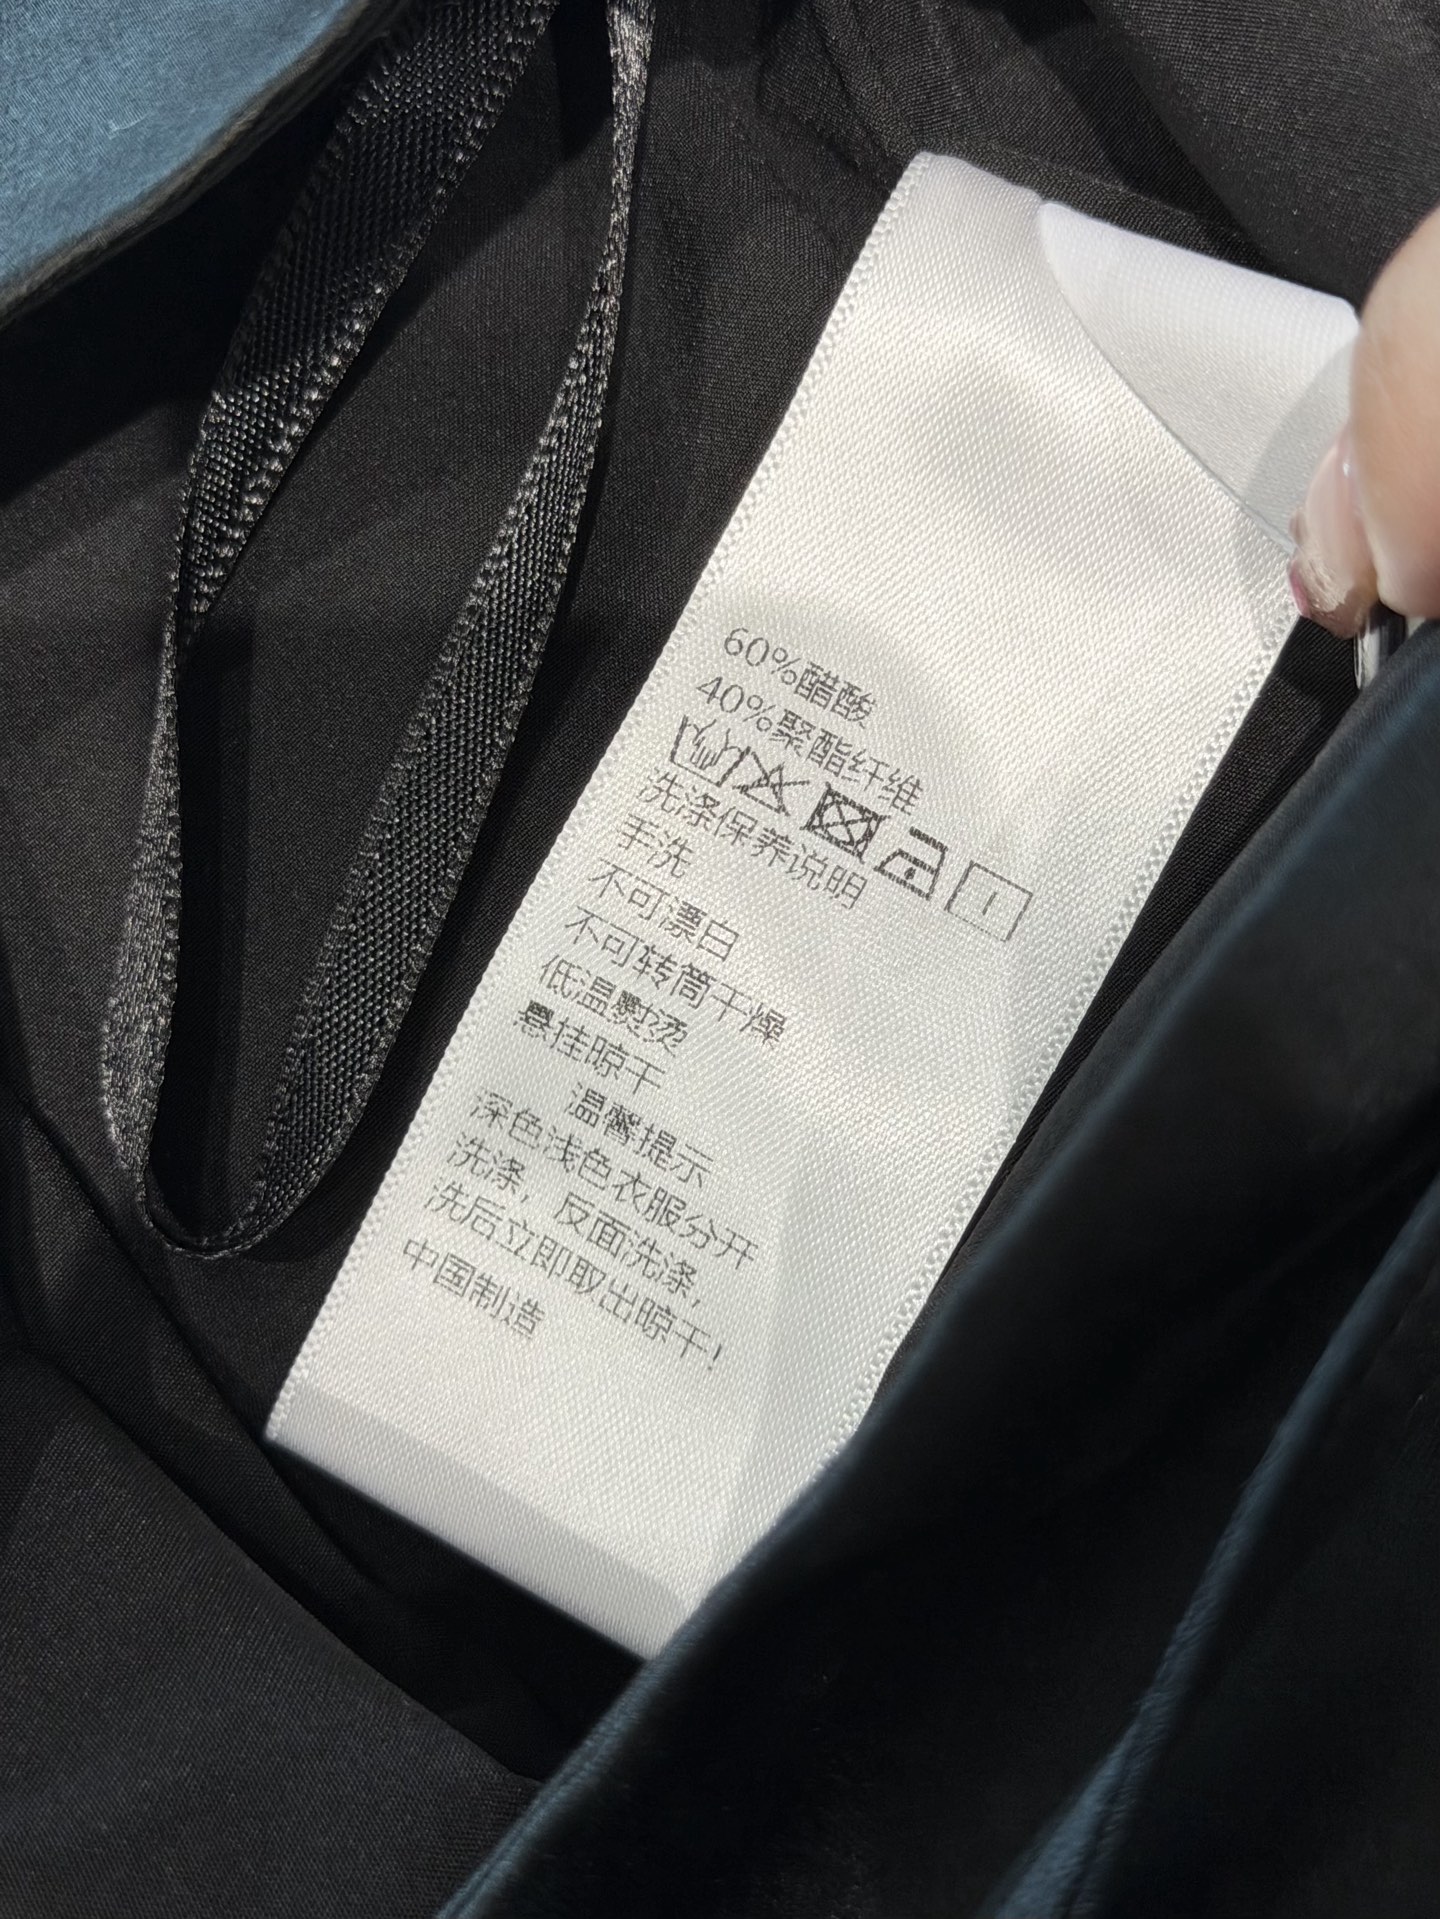 60%醋酸
40%聚酯纤维
洗涤保养说明
手洗
不可漂白
不可转筒干燥
低温熨烫
悬挂晾干
温馨提示
深色浅色衣服分开
洗涤，反面洗涤，
洗后立即取出晾干!
中国制造